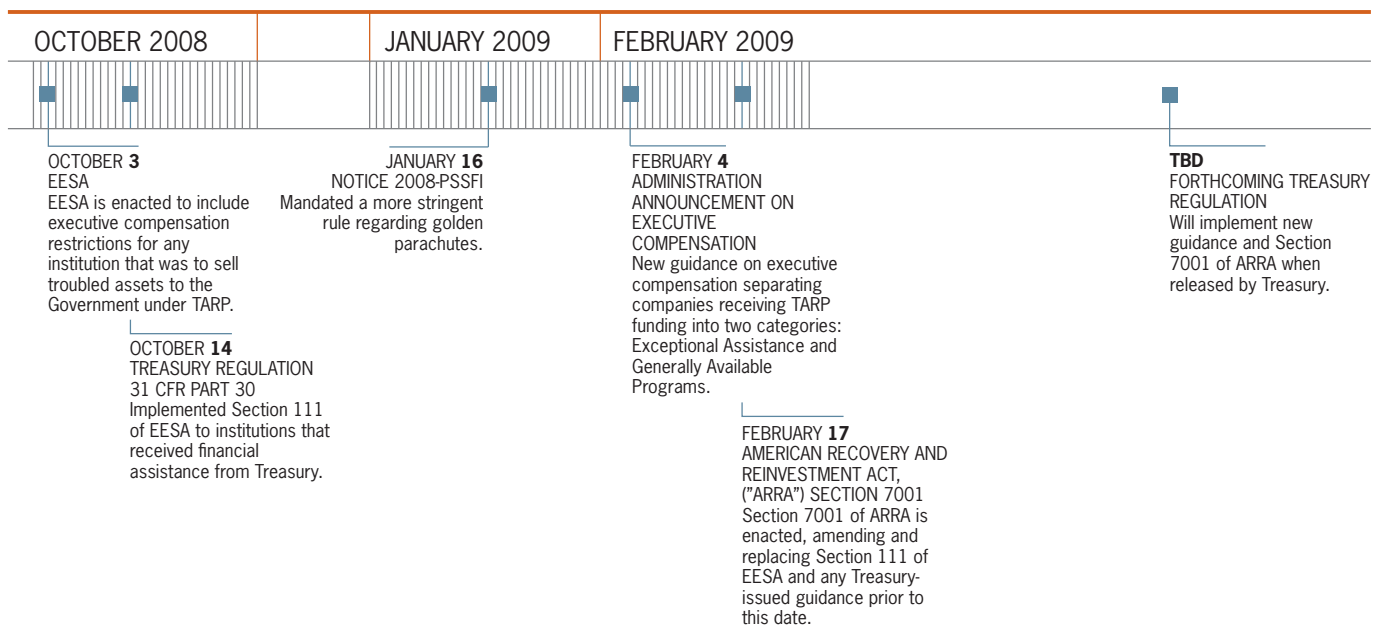 OCTOBER 2008
JANUARY 2009
FEBRUARY 2009
OCTOBER 3
EESA
EESA is enacted to include
executive compensation
restrictions for any
institution that was to sell
troubled assets to the
Government under TARP.
OCTOBER 14
TREASURY REGULATION
31 CFR PART 30
Implemented Section 111
of EESA to institutions that
received financial
assistance from Treasury.
JANUARY 16
NOTICE 2008-PSSFI
Mandated a more stringent
rule regarding golden
parachutes.
FEBRUARY 4
ADMINISTRATION
ANNOUNCEMENT ON
EXECUTIVE
COMPENSATION
New guidance on executive
compensation separating
companies receiving TARP
funding into two categories:
Exceptional Assistance and
Generally Available
Programs.
FEBRUARY 17
AMERICAN RECOVERY AND
REINVESTMENT ACT,
("ARRA") SECTION 7001
Section 7001 of ARRA is
enacted, amending and
replacing Section 111 of
EESA and any Treasury-
issued guidance prior to
this date.
TBD
FORTHCOMING TREASURY
REGULATION
Will implement new
guidance and Section
7001 of ARRA when
released by Treasury.